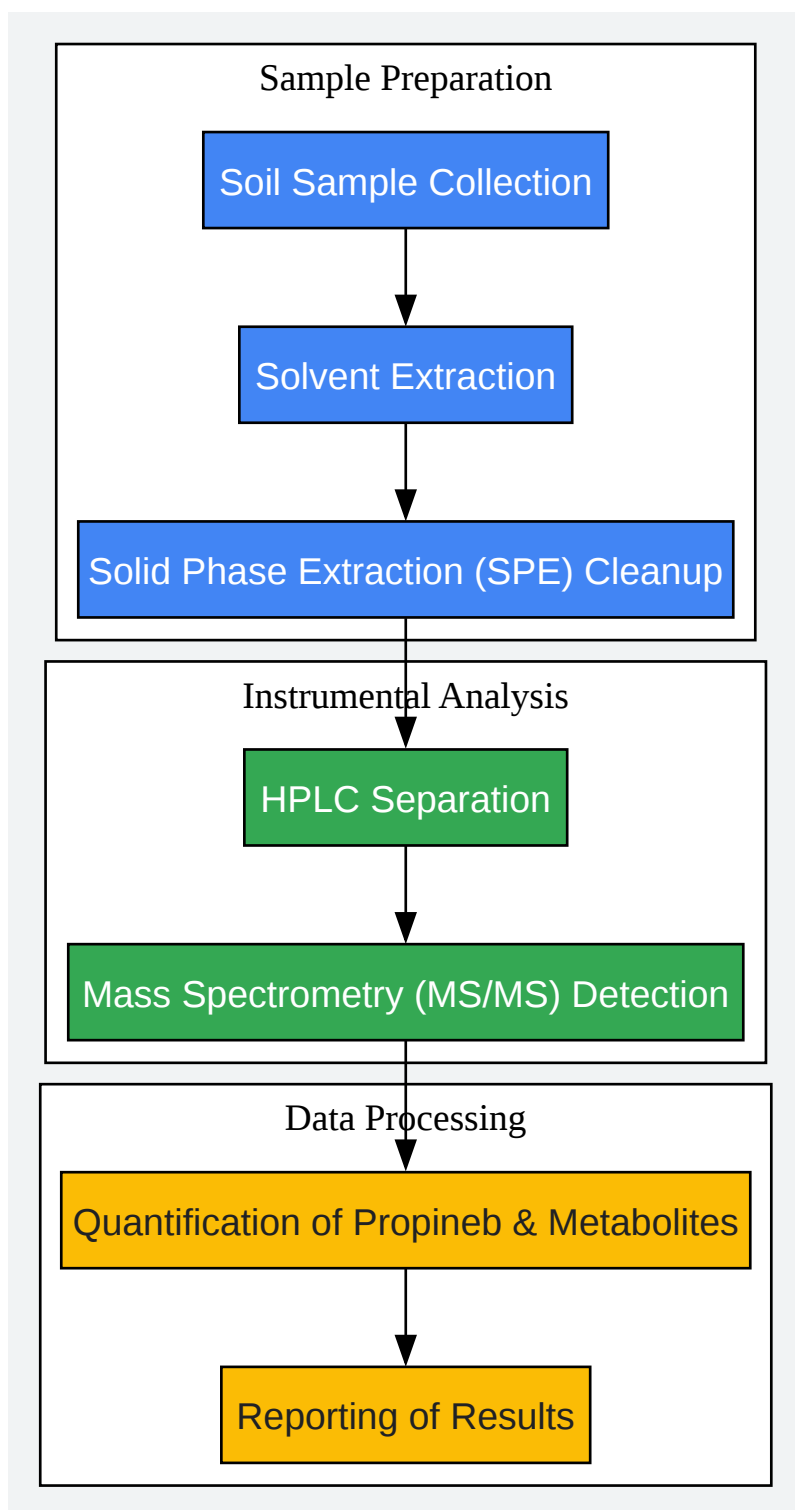 Sample Preparation
Soil Sample Collection
Solvent Extraction
Solid Phase Extraction (SPE) Cleanup
Instrumental Analysis
HPLC Separation
Mass Spectrometry (MS/MS) Detection
Data Processing
Quantification of Propineb & Metabolites
Reporting of Results